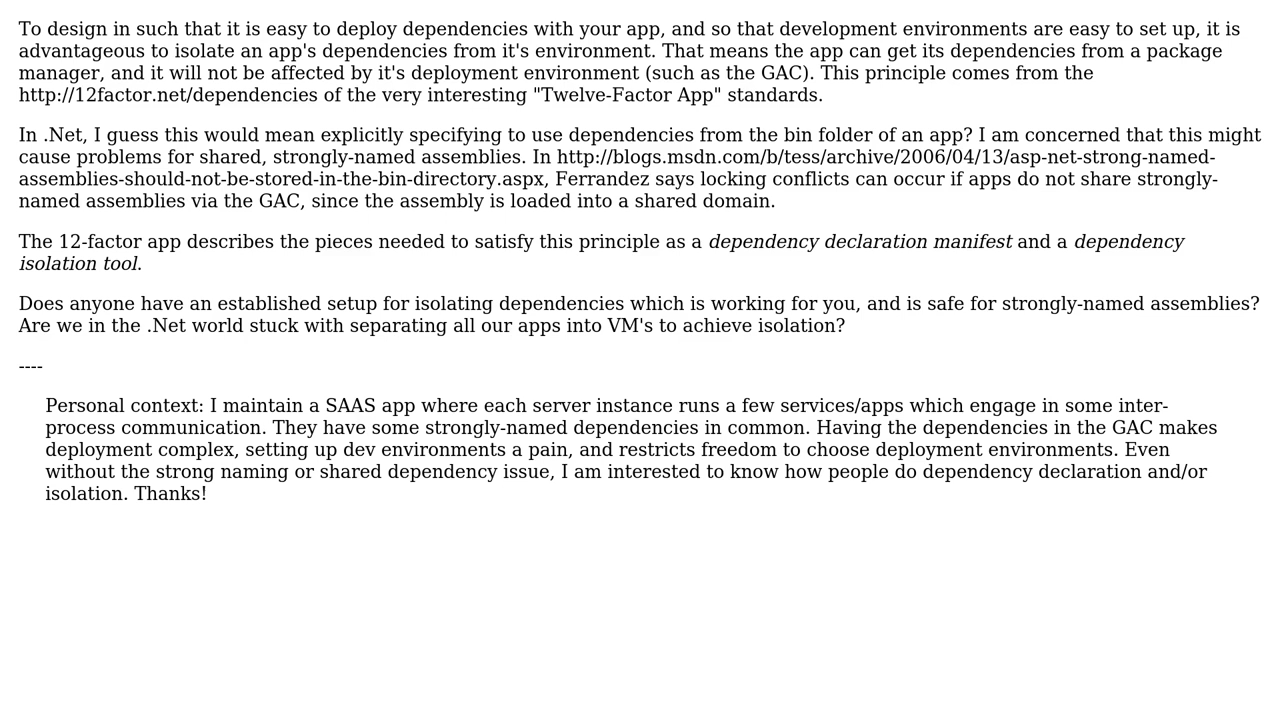 To design in such that it is easy to deploy dependencies with your app, and so that development environments are easy to set up, it is
advantageous to isolate an app's dependencies from it's environment. That means the app can get its dependencies from a package
manager, and it will not be affected by it's deployment environment (such as the GAC). This principle comes from the
http://12factor.net/dependencies of the very interesting "Twelve-Factor App" standards.
In .Net, I guess this would mean explicitly specifying to use dependencies from the bin folder of an app? I am concerned that this might
cause problems for shared, strongly-named assemblies. In http://blogs.msdn.com/b/tess/archive/2006/04/13/asp-net-strong-named-
assemblies-should-not-be-stored-in-the-bin-directory.aspx, Ferrandez says locking conflicts can occur if apps do not share strongly-
named assemblies via the GAC, since the assembly is loaded into a shared domain.
The 12-factor app describes the pieces needed to satisfy this principle as a dependency declaration manifest and a dependency
isolation tool.
Does anyone have an established setup for isolating dependencies which is working for you, and is safe for strongly-named assemblies?
Are we in the .Net world stuck with separating all our apps into VM's to achieve isolation?
----
Personal context: I maintain a SAAS app where each server instance runs a few services/apps which engage in some inter-
process communication. They have some strongly-named dependencies in common. Having the dependencies in the GAC makes
deployment complex, setting up dev environments a pain, and restricts freedom to choose deployment environments. Even
without the strong naming or shared dependency issue, I am interested to know how people do dependency declaration and/or
isolation. Thanks!